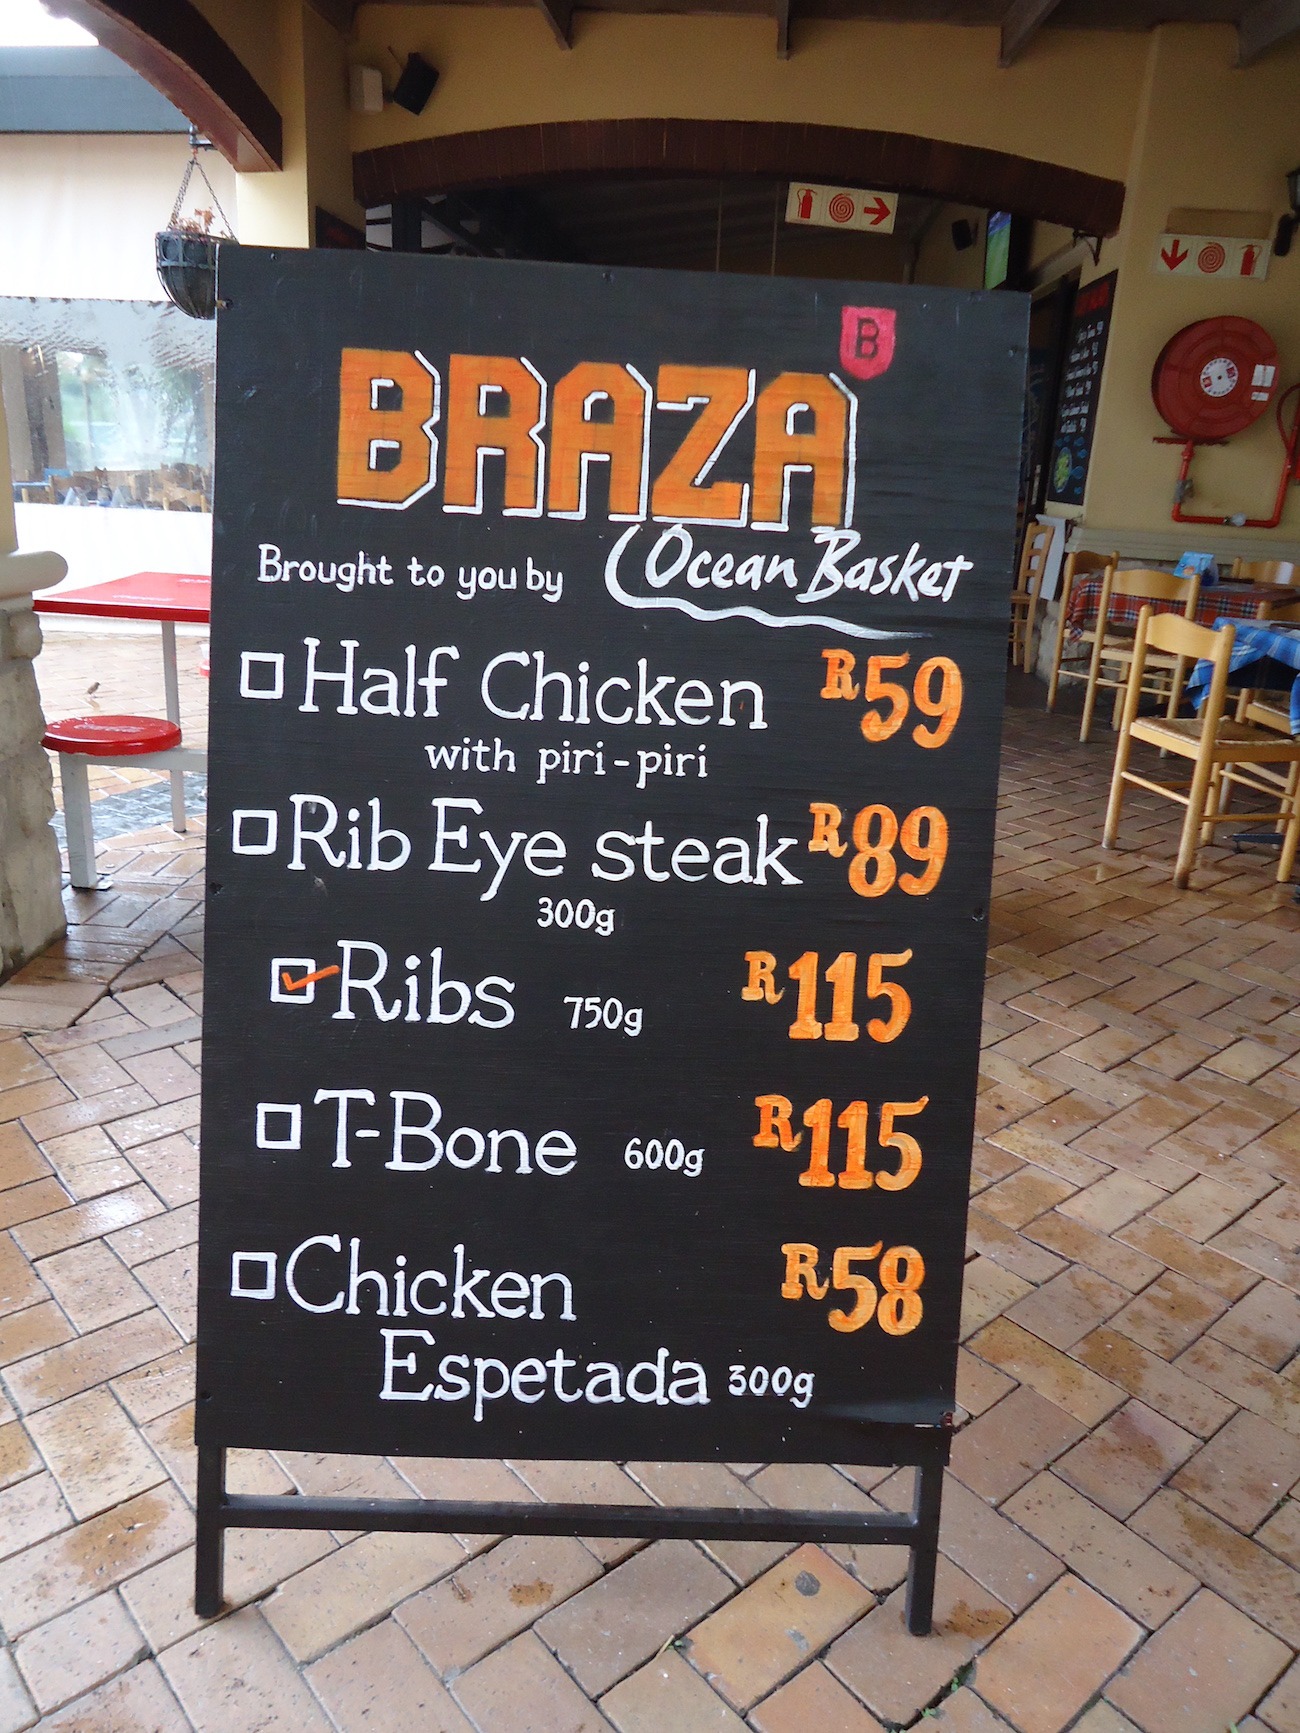 B
BRAZA
Brought to you by Ocean Basket
Half Chicken R59
with piri-piri
Rib Eye steak R89
300g
Ribs 750g R115
T-Bone 600g R115
Chicken R58
Espetada 300g